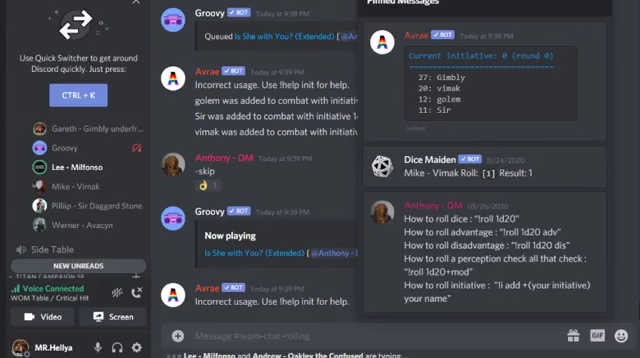 Use Quick Switcher to get around
Discord quickly. Just press:
CTRL + K
Gareth - Gimbly underfr...
Groovy
Lee - Milfonso
Mike - Vimak
Pilliip - Sir Daggard Stone
Werner - Avacyn
Side Table
NEW UNREADS
TITAN CAMPAIGN SE
Voice Connected
WOM Table / Critical Hit
Video
Screen
MR.Hellya
Groovy BOT Today at 9:38 PM
Queued Is She with You? (Extended) [@An
Avrae BOT Today at 9:39 PM
Incorrect usage. Use !help init for help.
golem was added to combat with initiative
Sir was added to combat with initiative 1
vimak was added to combat with initiative
Anthony - DM Today at 9:39 PM
-skip
1
Groovy BOT Today at 9:39 PM
Now playing
Is She with You? (Extended) [@Anthony -
Avrae BOT Today at 9:39 PM
Incorrect usage. Use !help init for help.
Message #wom-chat-rolling
GIF
Lee - Milfonso and Andrew - Oakley the Confused are typing
Pinned Messages
Avrae BOT Today at 9:38 PM
Current initiative: 0 (round 0)
===============================
27: Gimbly
20: vimak
12: golem
11: Sir
Dice Maiden BOT 11/24/2020
Mike - Vimak Roll: [1] Result: 1
Anthony - DM 05/26/2020
How to roll dice : "!roll 1d20"
How to roll advantage : "!roll 1d20 adv"
How to roll disadvantage : "!roll 1d20 dis"
How to roll a perception check all that check :
"!roll 1d20+mod"
How to roll initiative : "!i add +(your initiative)
your name"